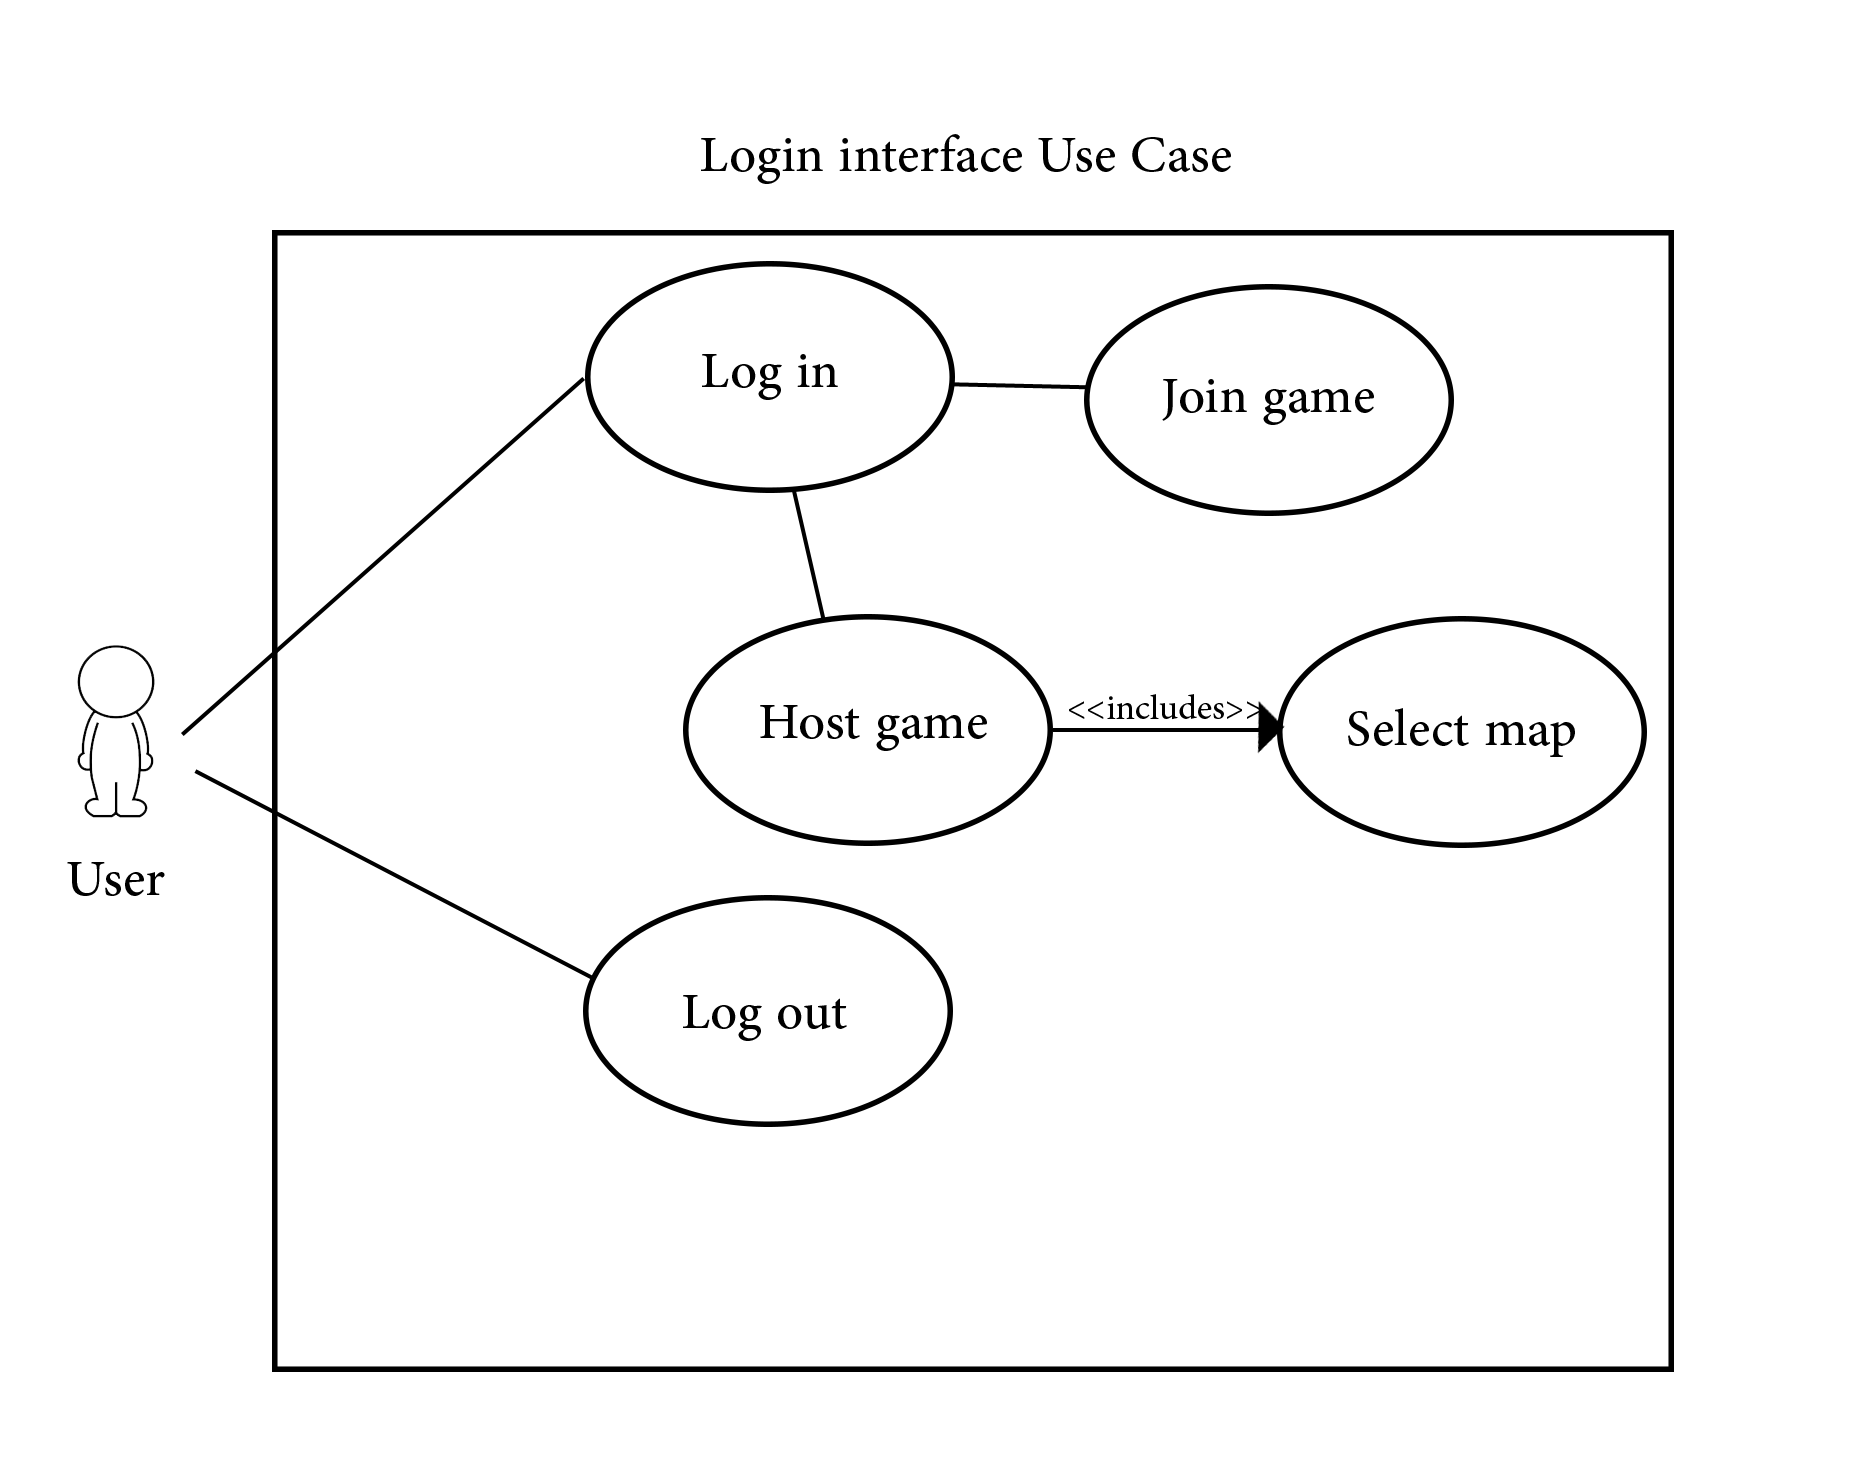 Login interface Use Case
Log in
Join game
Host game
<<includes>>
Select map
User
Log out